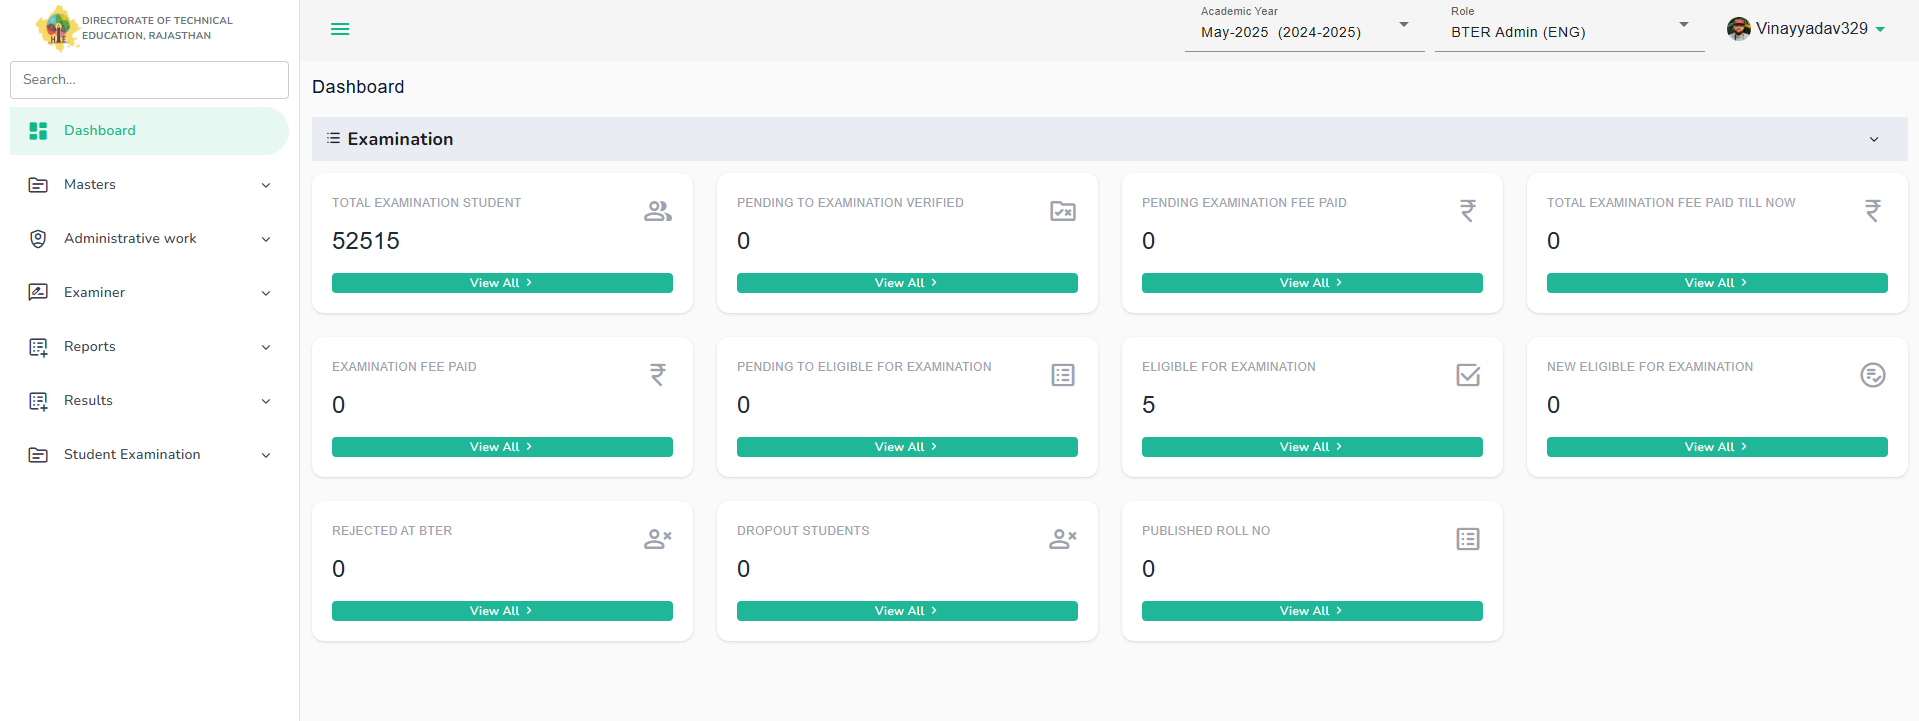 DIRECTORATE OF TECHNICAL
EDUCATION, RAJASTHAN
Search...
Dashboard
Masters
Administrative work
Examiner
Reports
Results
Student Examination
Academic Year
May-2025 (2024-2025)
Role
BTER Admin (ENG)
Vinayyadav329
Dashboard
Examination
TOTAL EXAMINATION STUDENT
52515
View All
PENDING TO EXAMINATION VERIFIED
0
View All
PENDING EXAMINATION FEE PAID
₹
0
View All
TOTAL EXAMINATION FEE PAID TILL NOW
₹
0
View All
EXAMINATION FEE PAID
₹
0
View All
PENDING TO ELIGIBLE FOR EXAMINATION
0
View All
ELIGIBLE FOR EXAMINATION
5
View All
NEW ELIGIBLE FOR EXAMINATION
0
View All
REJECTED AT BTER
0
View All
DROPOUT STUDENTS
0
View All
PUBLISHED ROLL NO
0
View All